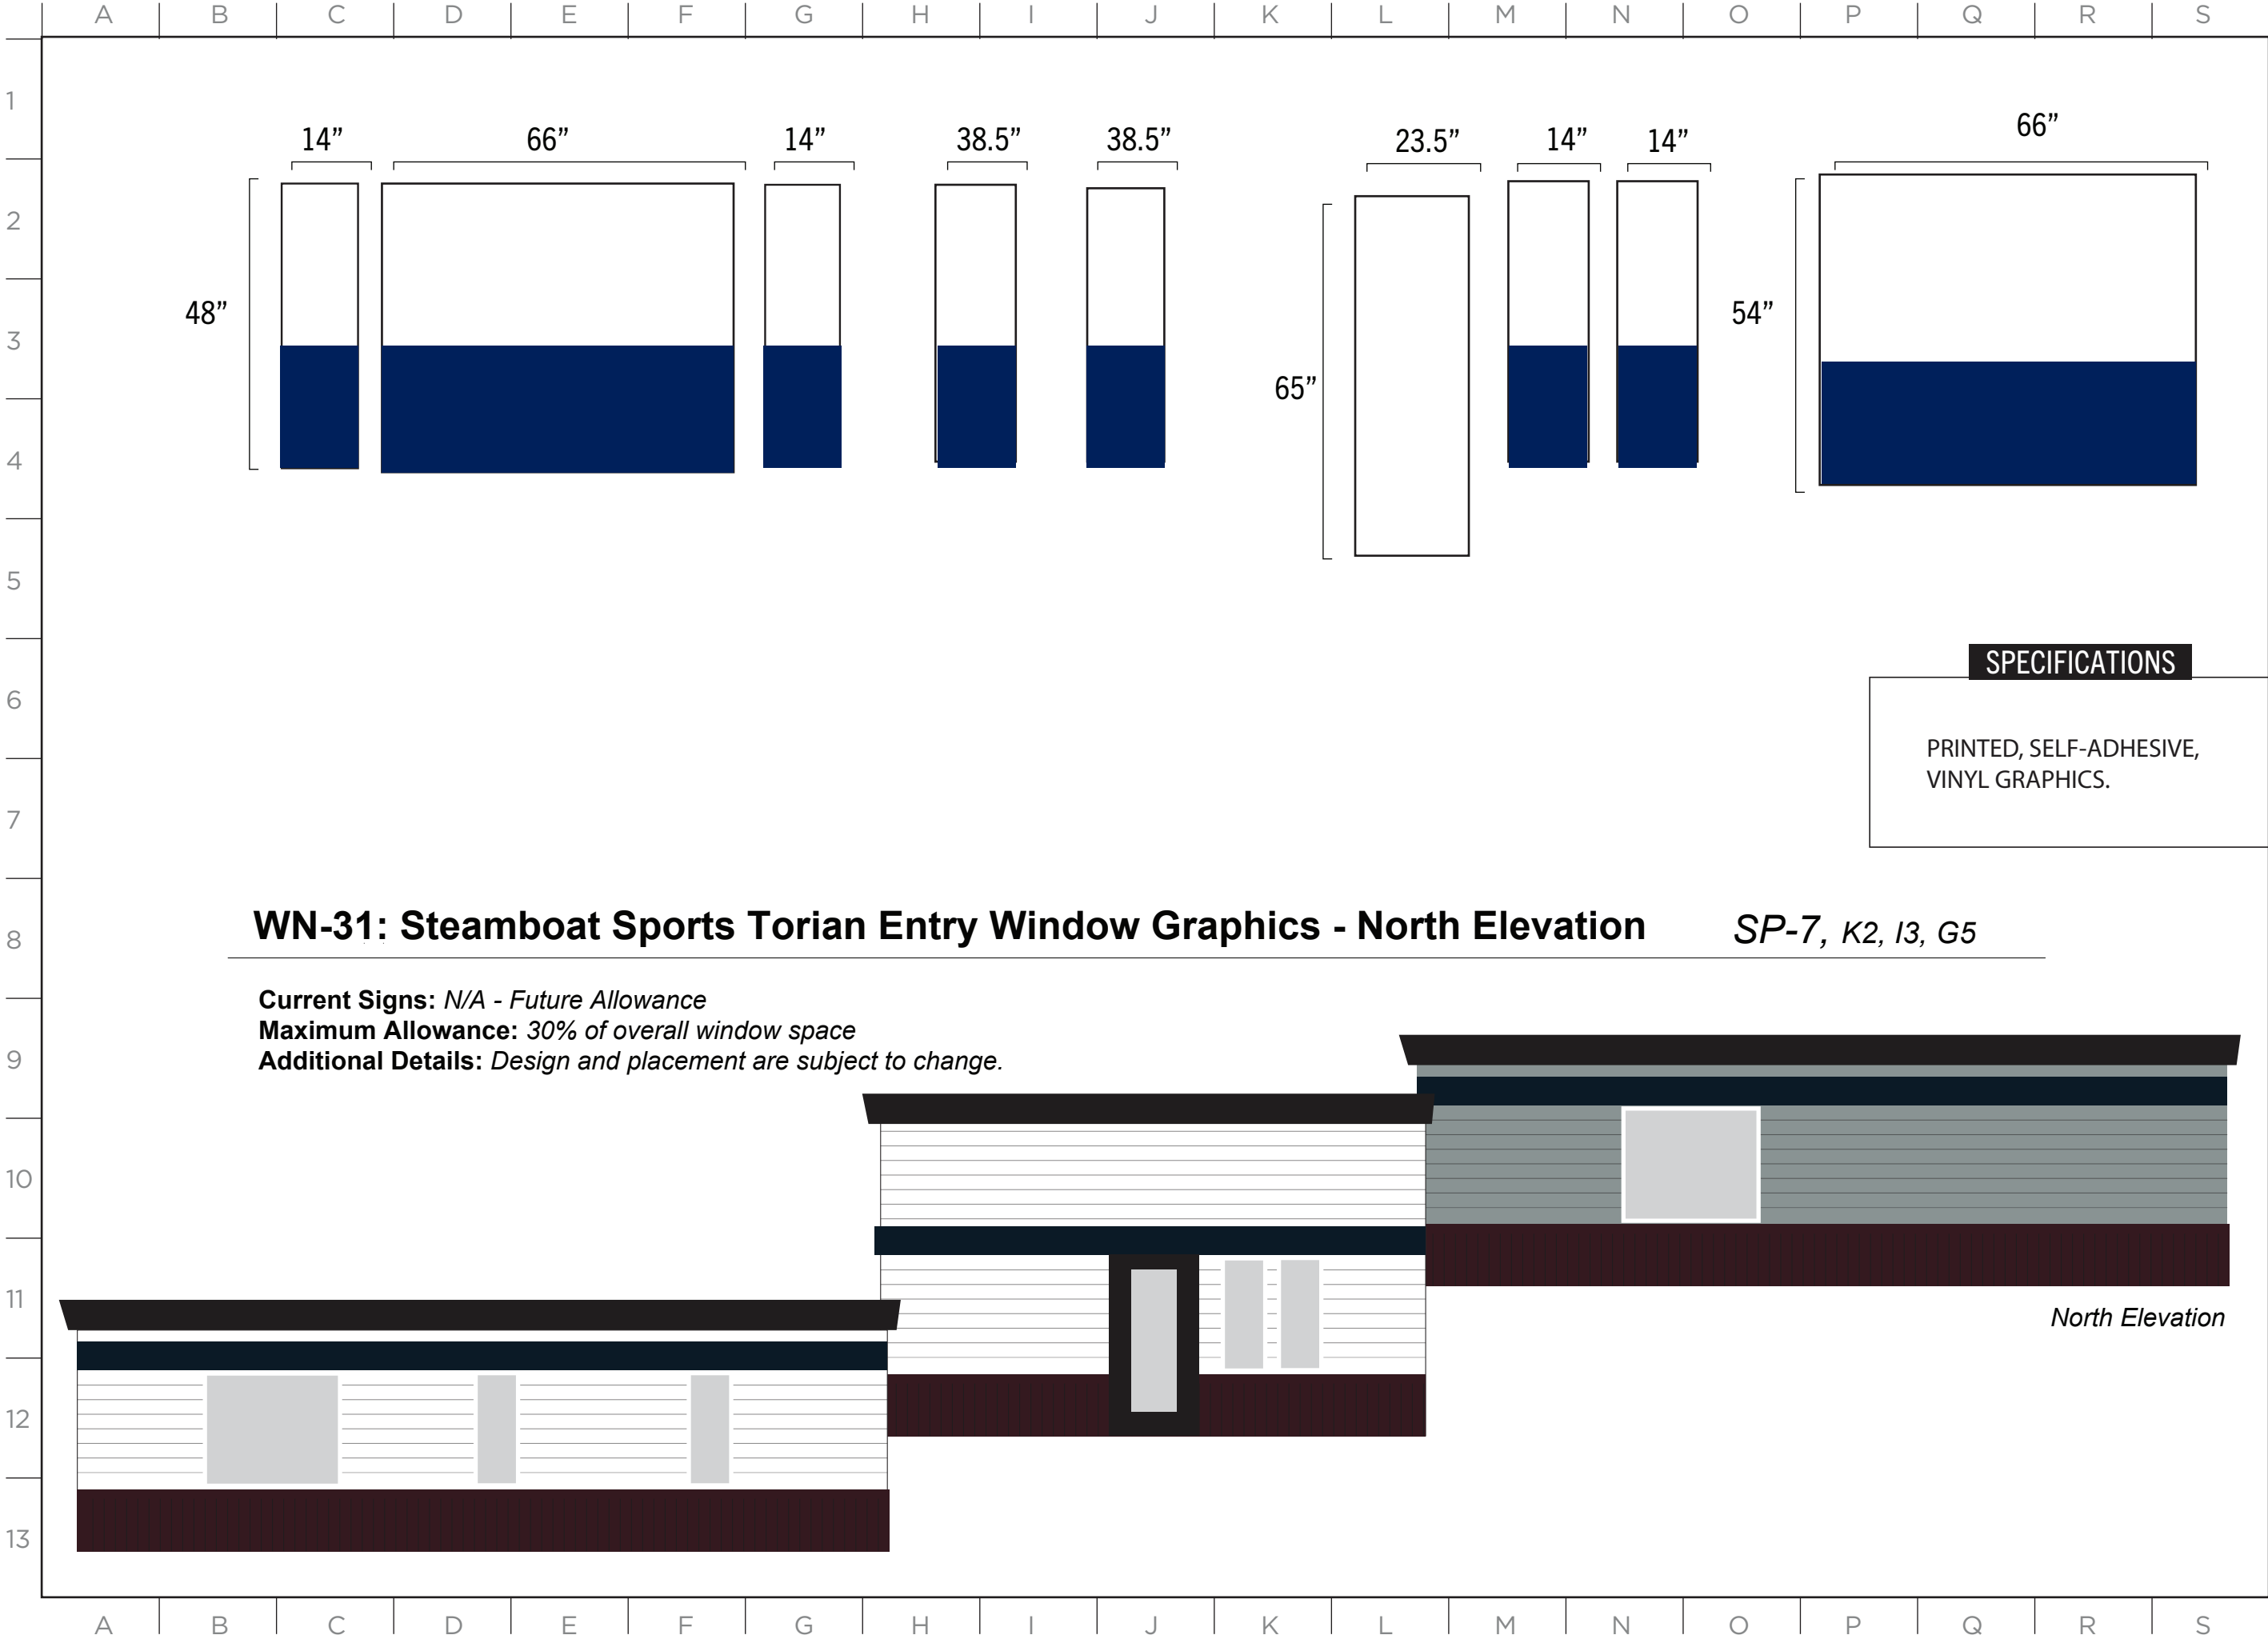 A B C D E F G H I J K L M N O P Q R S
1
14” 66” 14” 38.5” 38.5” 23.5” 14” 14” 66”
2
48” 54”
3
65”
4
5
SPECIFICATIONS
6
PRINTED, SELF-ADHESIVE,
VINYL GRAPHICS.
7
WN-31: Steamboat Sports Torian Entry Window Graphics - North Elevation SP-7, K2, I3, G5
8
Current Signs: N/A - Future Allowance
Maximum Allowance: 30% of overall window space
Additional Details: Design and placement are subject to change.
9
10
11
North Elevation
12
13
A B C D E F G H I J K L M N O P Q R S